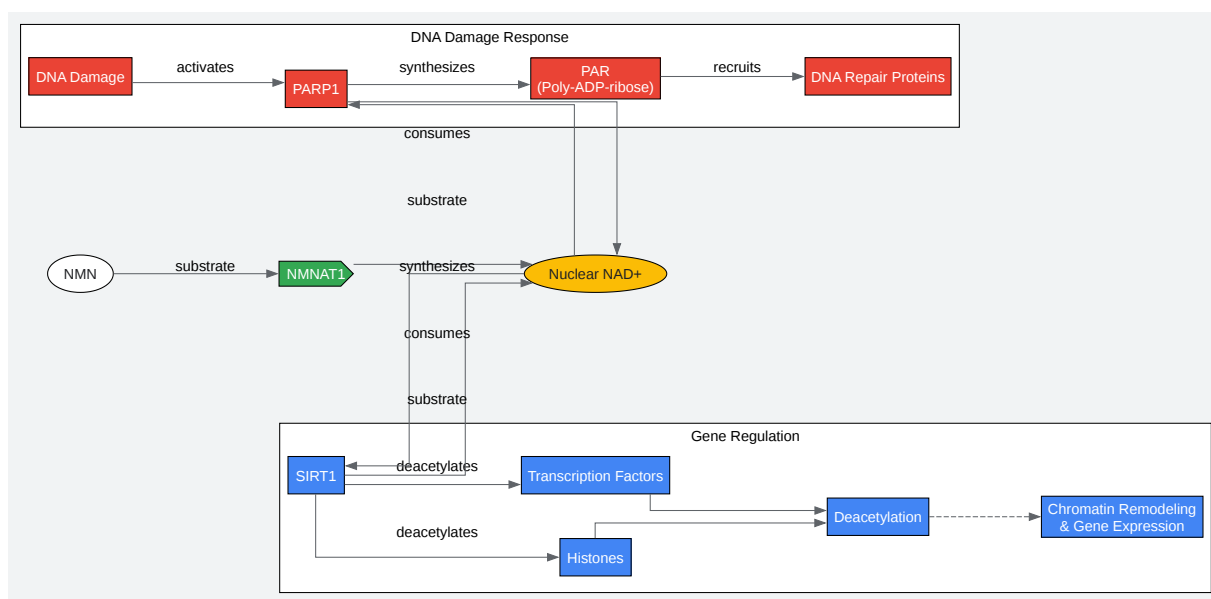 DNA Damage Response
DNA Damage
activates
PARP1
synthesizes
PAR
(Poly-ADP-ribose)
recruits
DNA Repair Proteins
consumes
substrate
NMN
substrate
NMNAT1
synthesizes
Nuclear NAD+
consumes
substrate
Gene Regulation
SIRT1
deacetylates
Transcription Factors
deacetylates
Histones
Deacetylation
Chromatin Remodeling
& Gene Expression